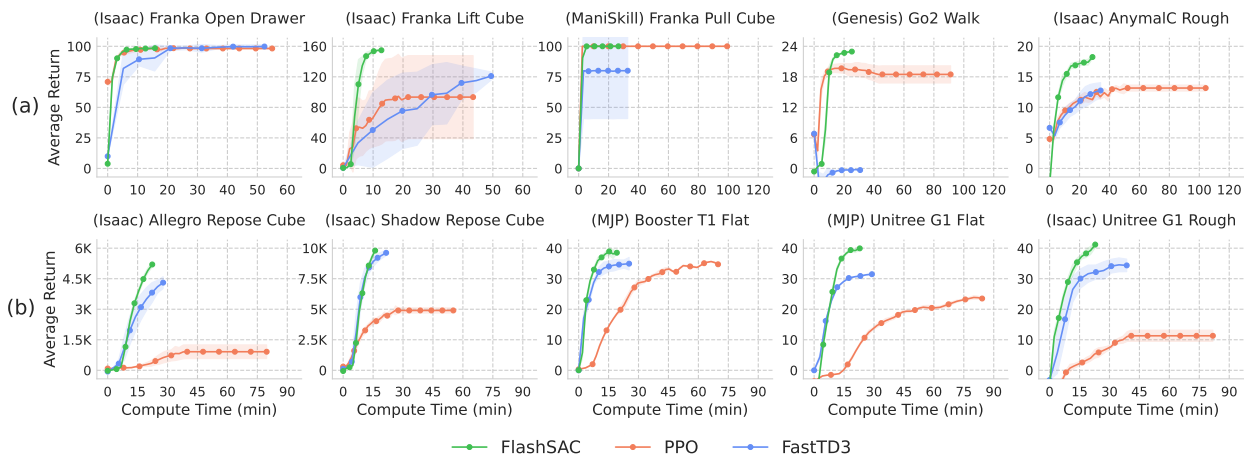 (Isaac) Franka Open Drawer (Isaac) Franka Lift Cube (ManiSkill) Franka Pull Cube (Genesis) Go2 Walk (Isaac) AnymalC Rough
(a)
Average Return
100 75 50 25 0
0 10 20 30 40 50 60
160 120 80 40 0
0 10 20 30 40 50 60
100 75 50 25 0
0 20 40 60 80 100 120
24 18 12 6 0
0 20 40 60 80 100 120
20 15 10 5 0
0 20 40 60 80 100 120
(Isaac) Allegro Repose Cube (Isaac) Shadow Repose Cube (MJP) Booster T1 Flat (MJP) Unitree G1 Flat (Isaac) Unitree G1 Rough
(b)
Average Return
6K 4.5K 3K 1.5K 0
0 15 30 45 60 75 90
10K 7.5K 5K 2.5K 0
0 15 30 45 60 75 90
40 30 20 10 0
0 15 30 45 60 75 90
40 30 20 10 0
0 15 30 45 60 75 90
40 30 20 10 0
0 15 30 45 60 75 90
Compute Time (min) Compute Time (min) Compute Time (min) Compute Time (min) Compute Time (min)
FlashSAC PPO FastTD3